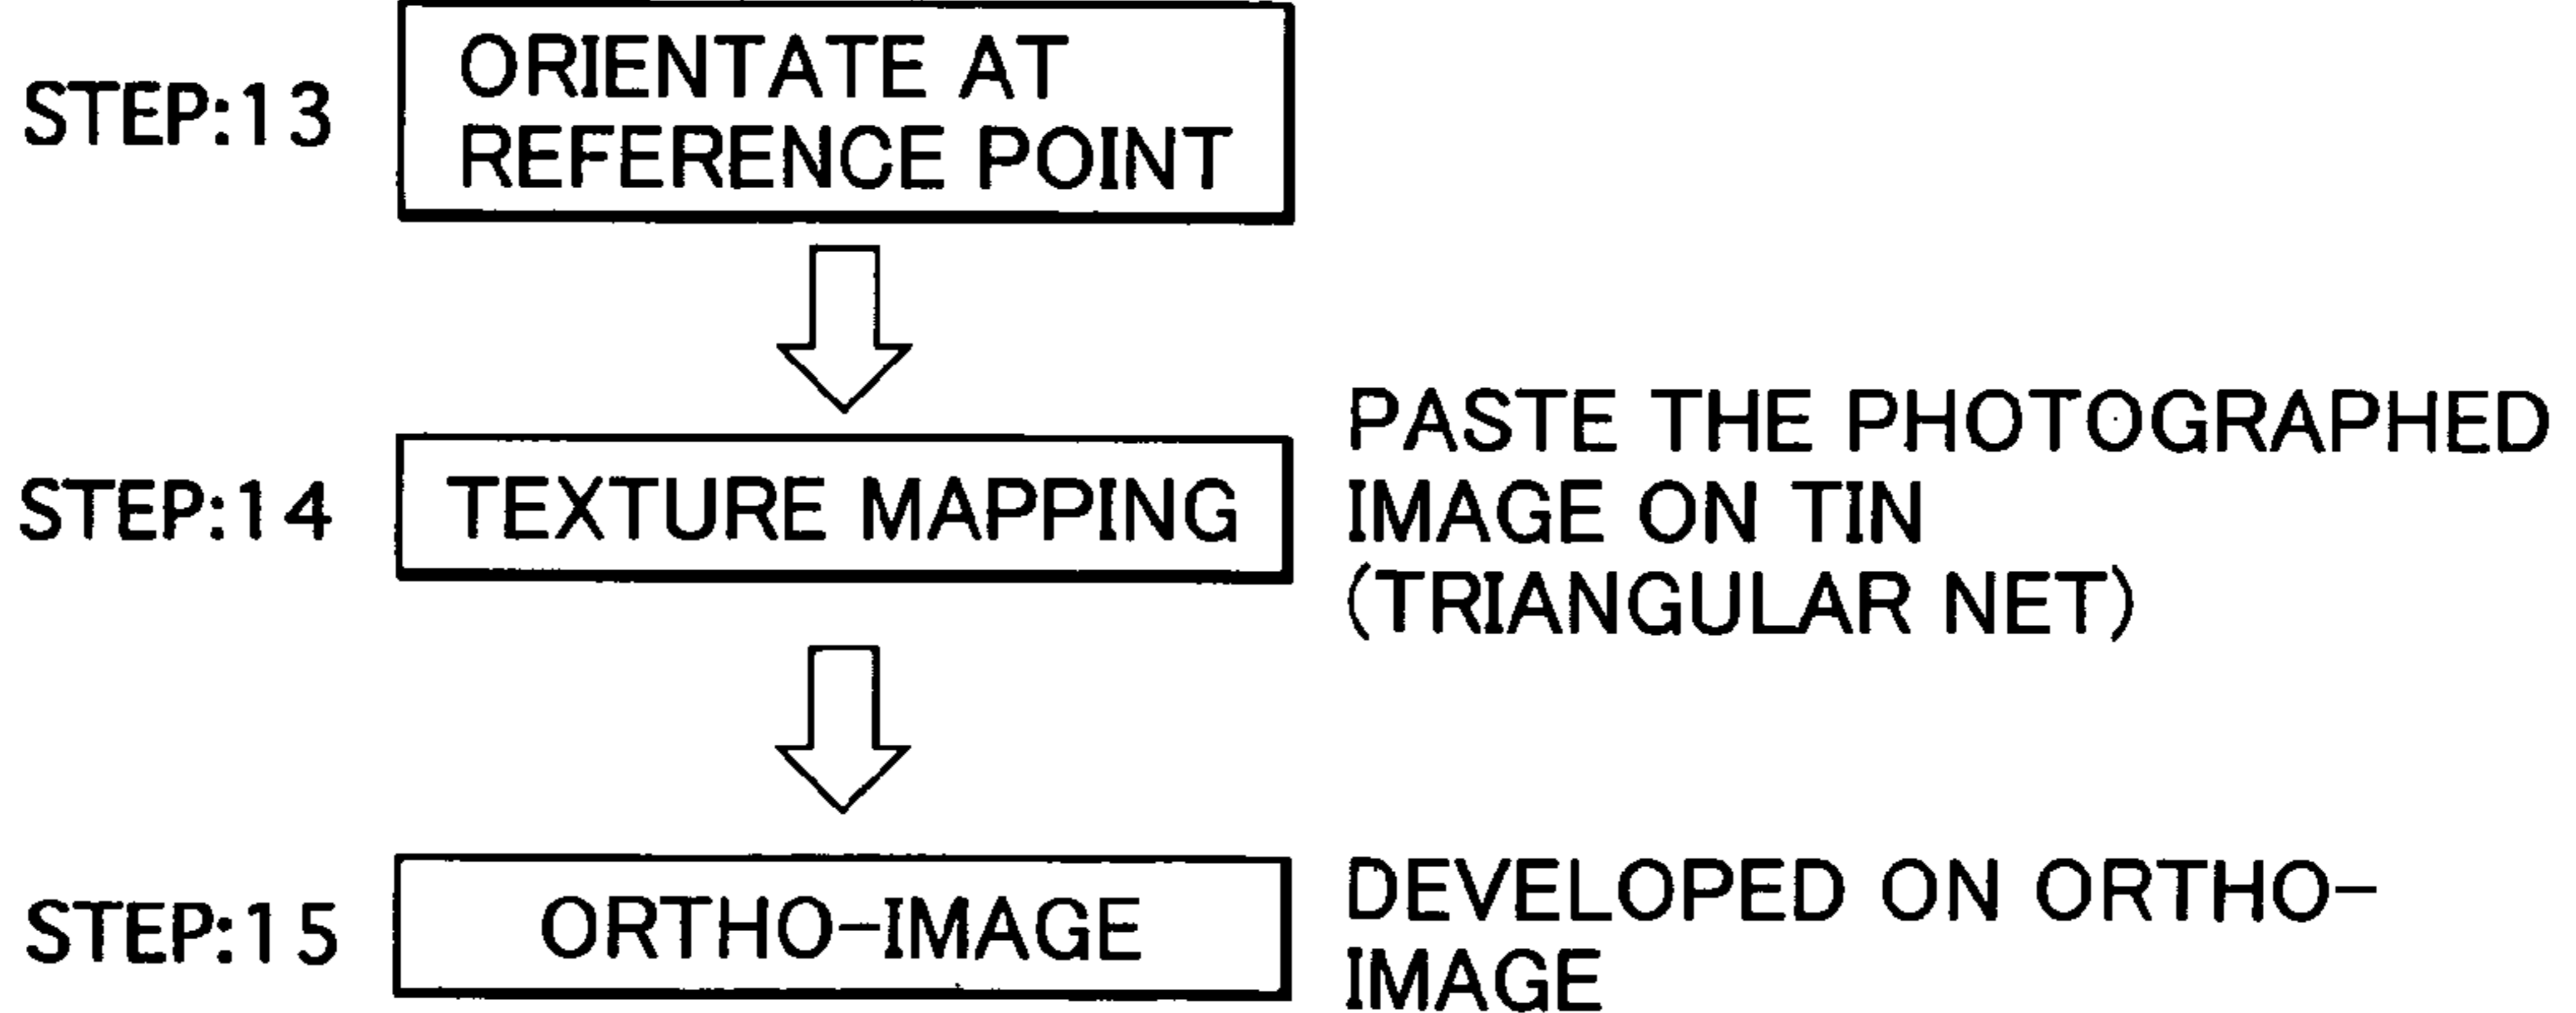 STEP:13
ORIENTATE AT
REFERENCE POINT
STEP:14
TEXTURE MAPPING
PASTE THE PHOTOGRAPHED
IMAGE ON TIN
(TRIANGULAR NET)
STEP:15
ORTHO-IMAGE
DEVELOPED ON ORTHO-
IMAGE